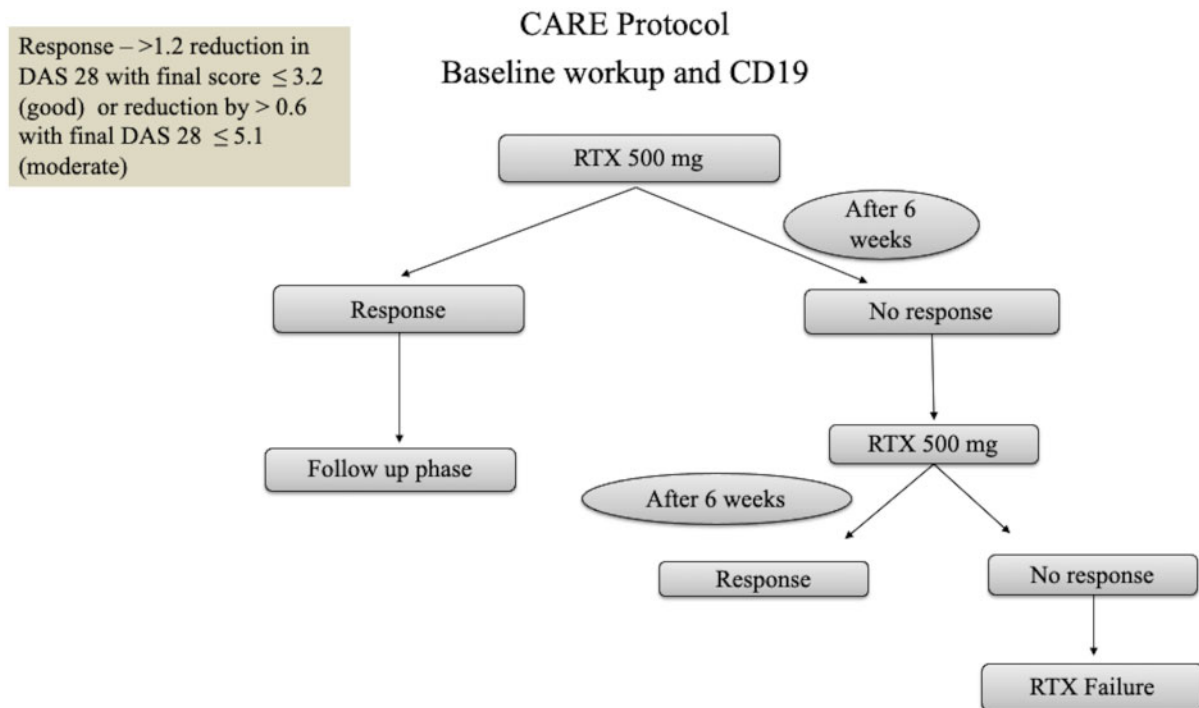 CARE Protocol
Baseline workup and CD19
Response – >1.2 reduction in
DAS 28 with final score ≤ 3.2
(good) or reduction by > 0.6
with final DAS 28 ≤ 5.1
(moderate)
RTX 500 mg
After 6
weeks
Response
No response
Follow up phase
RTX 500 mg
After 6 weeks
Response
No response
RTX Failure